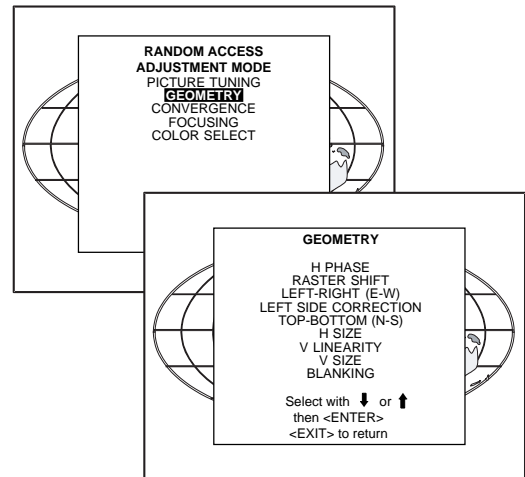 RANDOM ACCESS
ADJUSTMENT MODE
PICTURE TUNING
GEOMETRY
CONVERGENCE
FOCUSING
COLOR SELECT
GEOMETRY
H PHASE
RASTER SHIFT
LEFT-RIGHT (E-W)
LEFT SIDE CORRECTION
TOP-BOTTOM (N-S)
H SIZE
V LINEARITY
V SIZE
BLANKING
Select with ⬇ or ⬆
then <ENTER>
<EXIT> to return